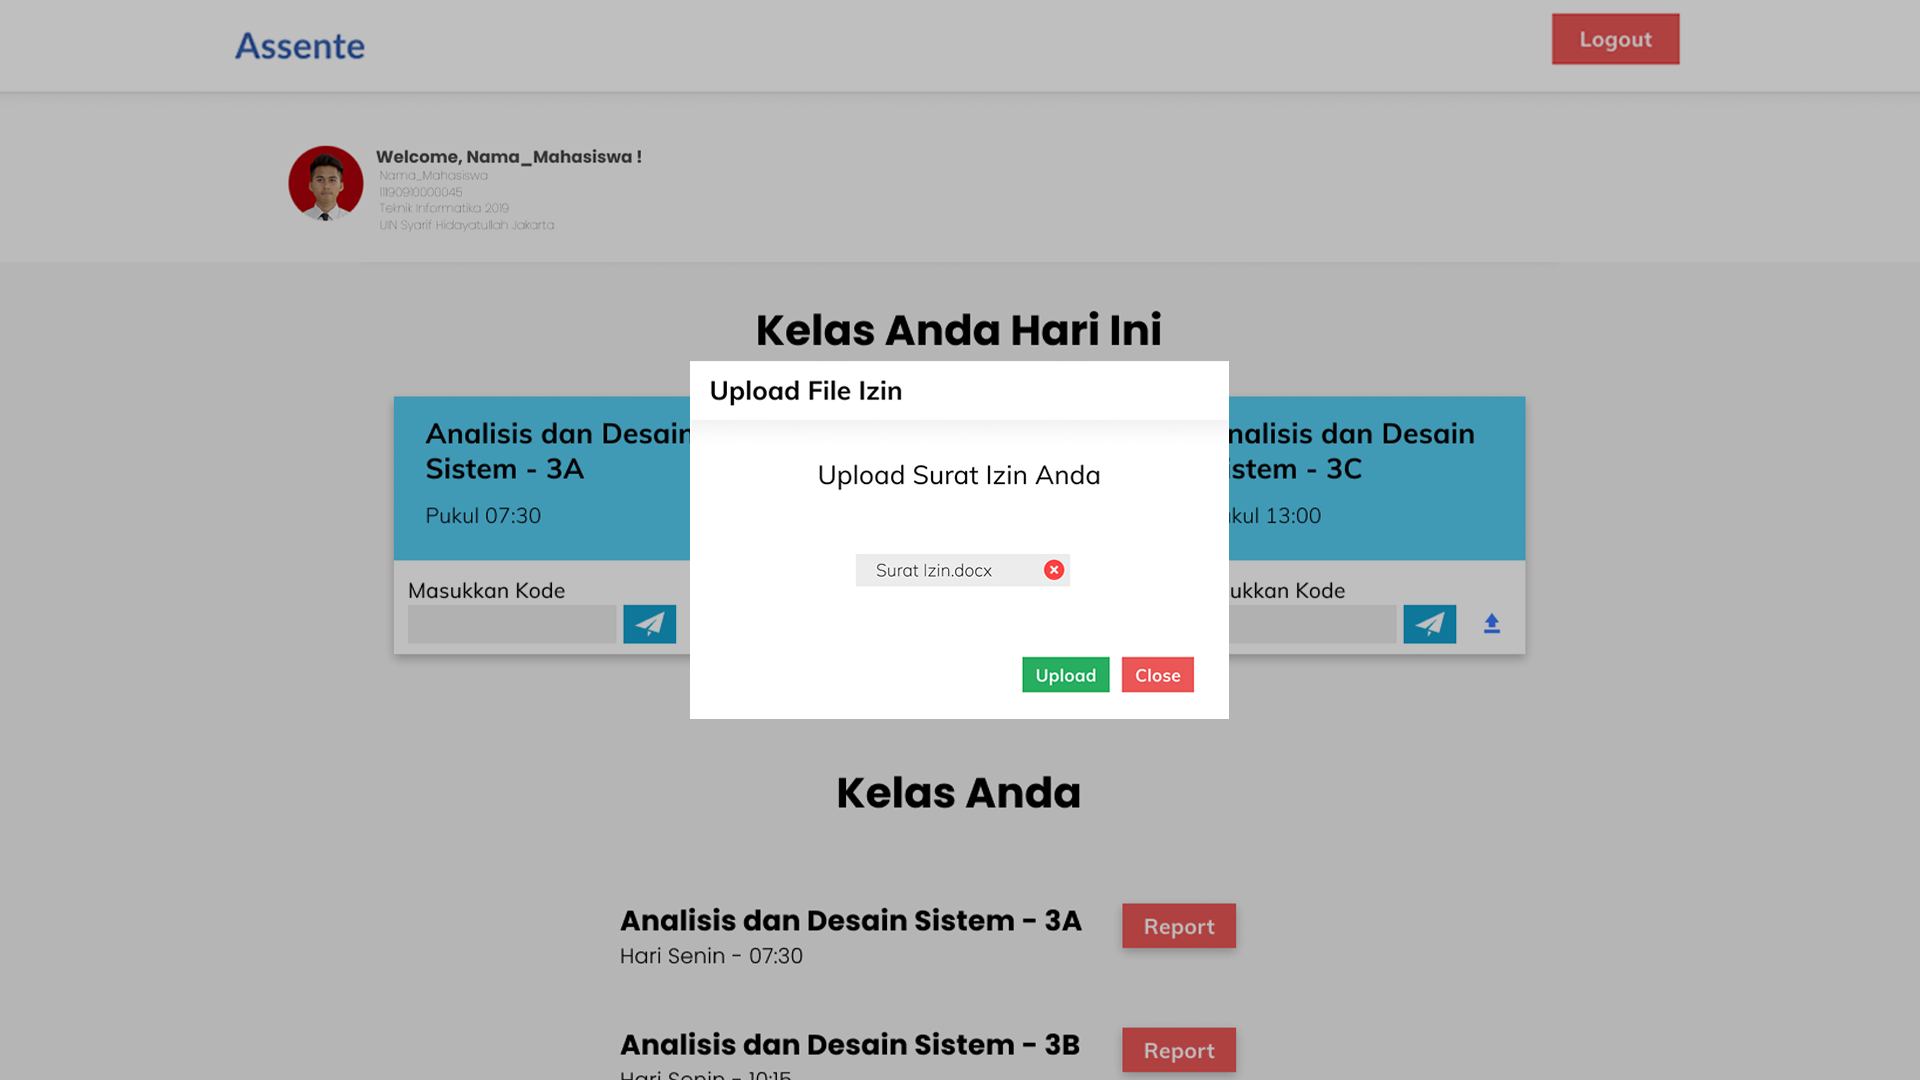 Assente
Logout
Welcome, Nama_Mahasiswa !
Nama_Mahasiswa
11190910000045
Teknik Informatika 2019
UIN Syarif Hidayatullah Jakarta
Kelas Anda Hari Ini
Upload File Izin
Upload Surat Izin Anda
Surat Izin.docx
Upload
Close
Analisis dan Desain
Sistem - 3A
Pukul 07:30
Masukkan Kode
nalisis dan Desain
istem - 3C
kul 13:00
ukkan Kode
Kelas Anda
Analisis dan Desain Sistem - 3A
Hari Senin - 07:30
Report
Analisis dan Desain Sistem - 3B
Hari Senin - 10:15
Report